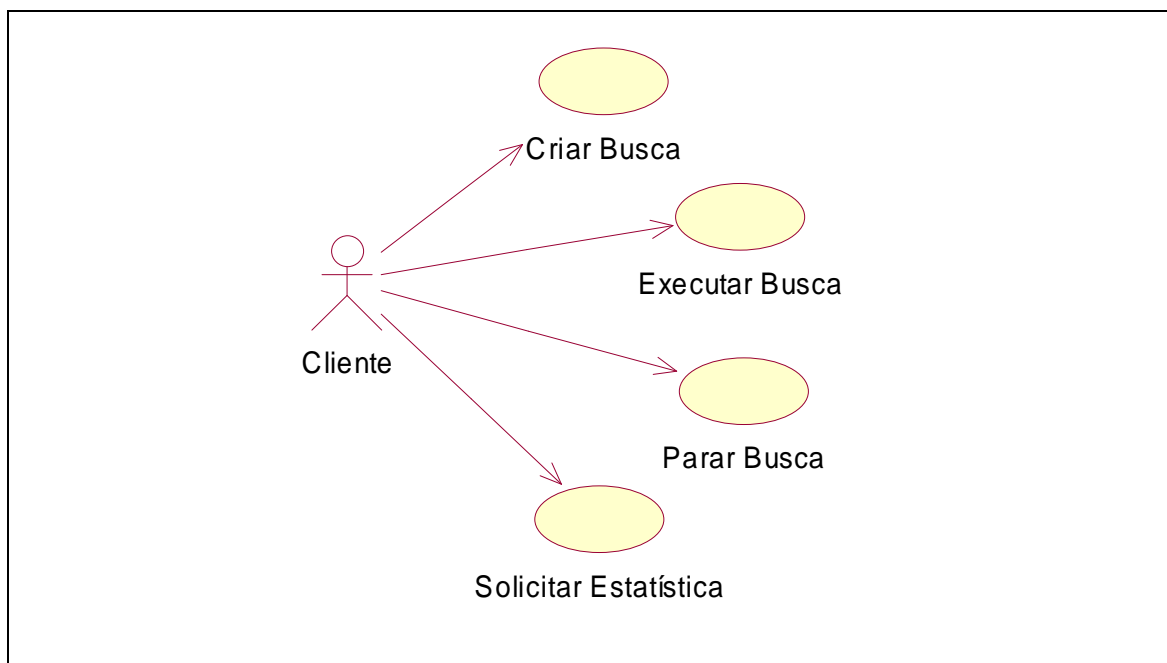 Criar Busca
Executar Busca
Cliente
Parar Busca
Solicitar Estatística